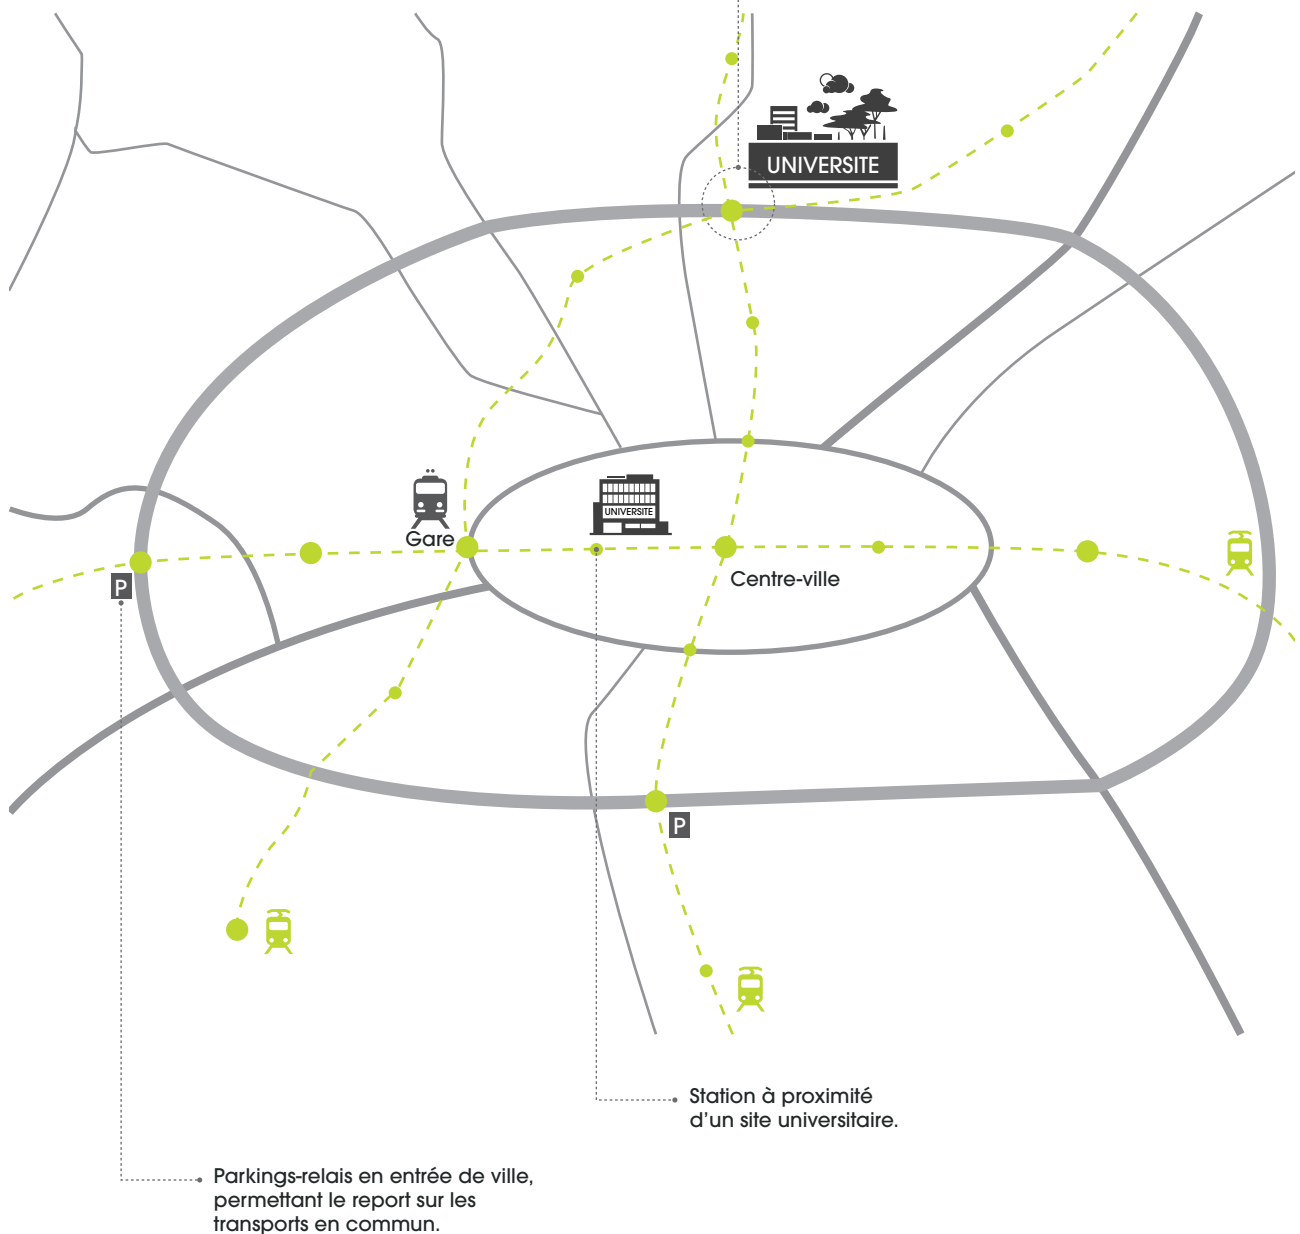 UNIVERSITE
UNIVERSITE
Gare
Centre-ville
P
P
Station à proximité
d'un site universitaire.
Parkings-relais en entrée de ville,
permettant le report sur les
transports en commun.